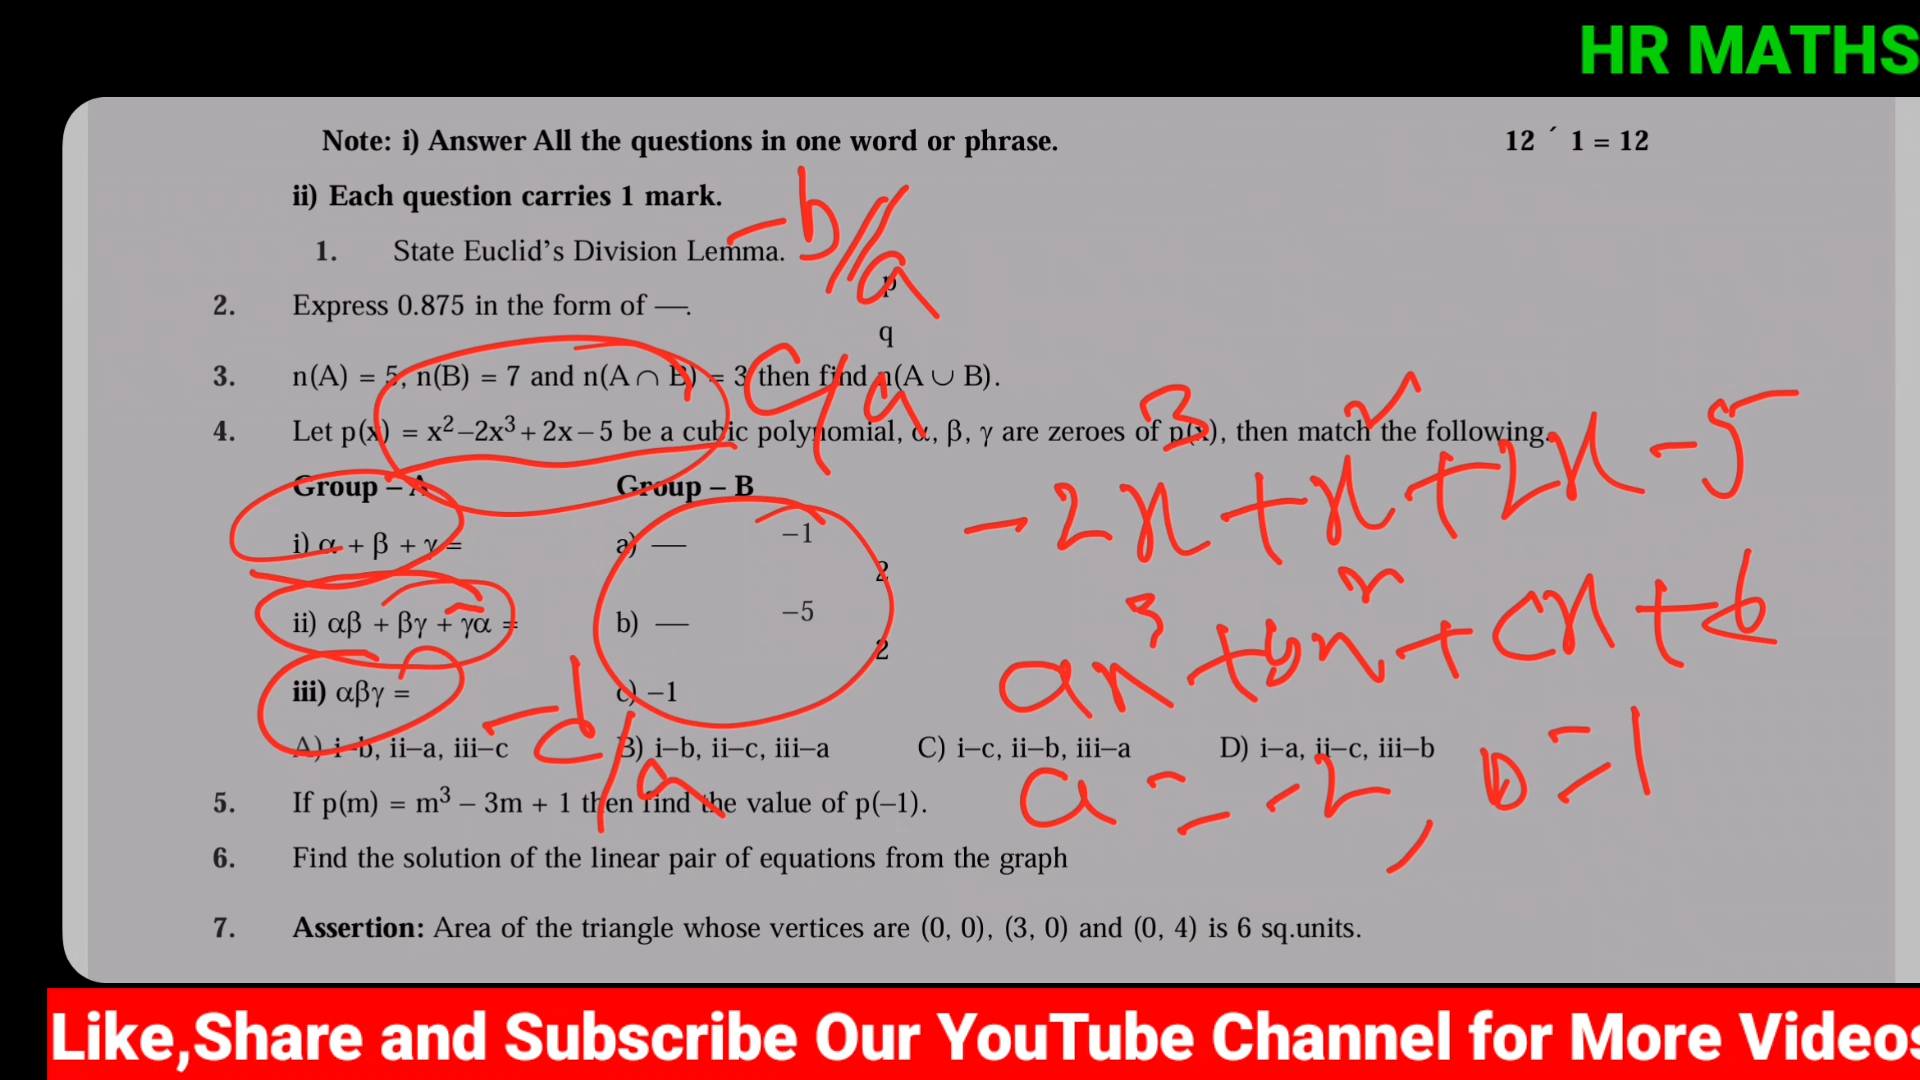 HR MATHS
Note: i) Answer All the questions in one word or phrase. 12 ´ 1 = 12
ii) Each question carries 1 mark.
1. State Euclid’s Division Lemma.
-b/a
2. Express 0.875 in the form of —.
p
q
3. n(A) = 5, n(B) = 7 and n(A ∩ B) = 3 then find n(A ∪ B).
c/a
4. Let p(x) = x²–2x³+2x–5 be a cubic polynomial, α, β, γ are zeroes of p(x), then match the following.
-2x³+x²+2x-5
Group – A Group – B
i) α + β + γ = a) — –1
2
ii) αβ + βγ + γα = b) — –5
2
ax³+bx²+cx+d
iii) αβγ = c) –1
-d/a
A) i–b, ii–a, iii–c B) i–b, ii–c, iii–a C) i–c, ii–b, iii–a D) i–a, ii–c, iii–b
a = -2, b = 1
5. If p(m) = m³ – 3m + 1 then find the value of p(–1).
6. Find the solution of the linear pair of equations from the graph
7. Assertion: Area of the triangle whose vertices are (0, 0), (3, 0) and (0, 4) is 6 sq.units.
Like,Share and Subscribe Our YouTube Channel for More Videos